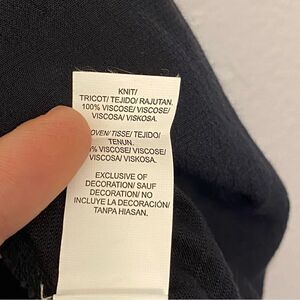 KNIT/
TRICOT/ TEJIDO/ RAJUTAN.
100% VISCOSE/ VISCOSE/
VISCOSA/ VISKOSA.
OVEN/ TISSE/ TEJIDO/
TENUN.
% VISCOSE/ VISCOSE/
VISCOSA/ VISKOSA.
EXCLUSIVE OF
DECORATION/ SAUF
DECORATION/ NO
INCLUYE LA DECORACIÓN/
TANPA HIASAN.